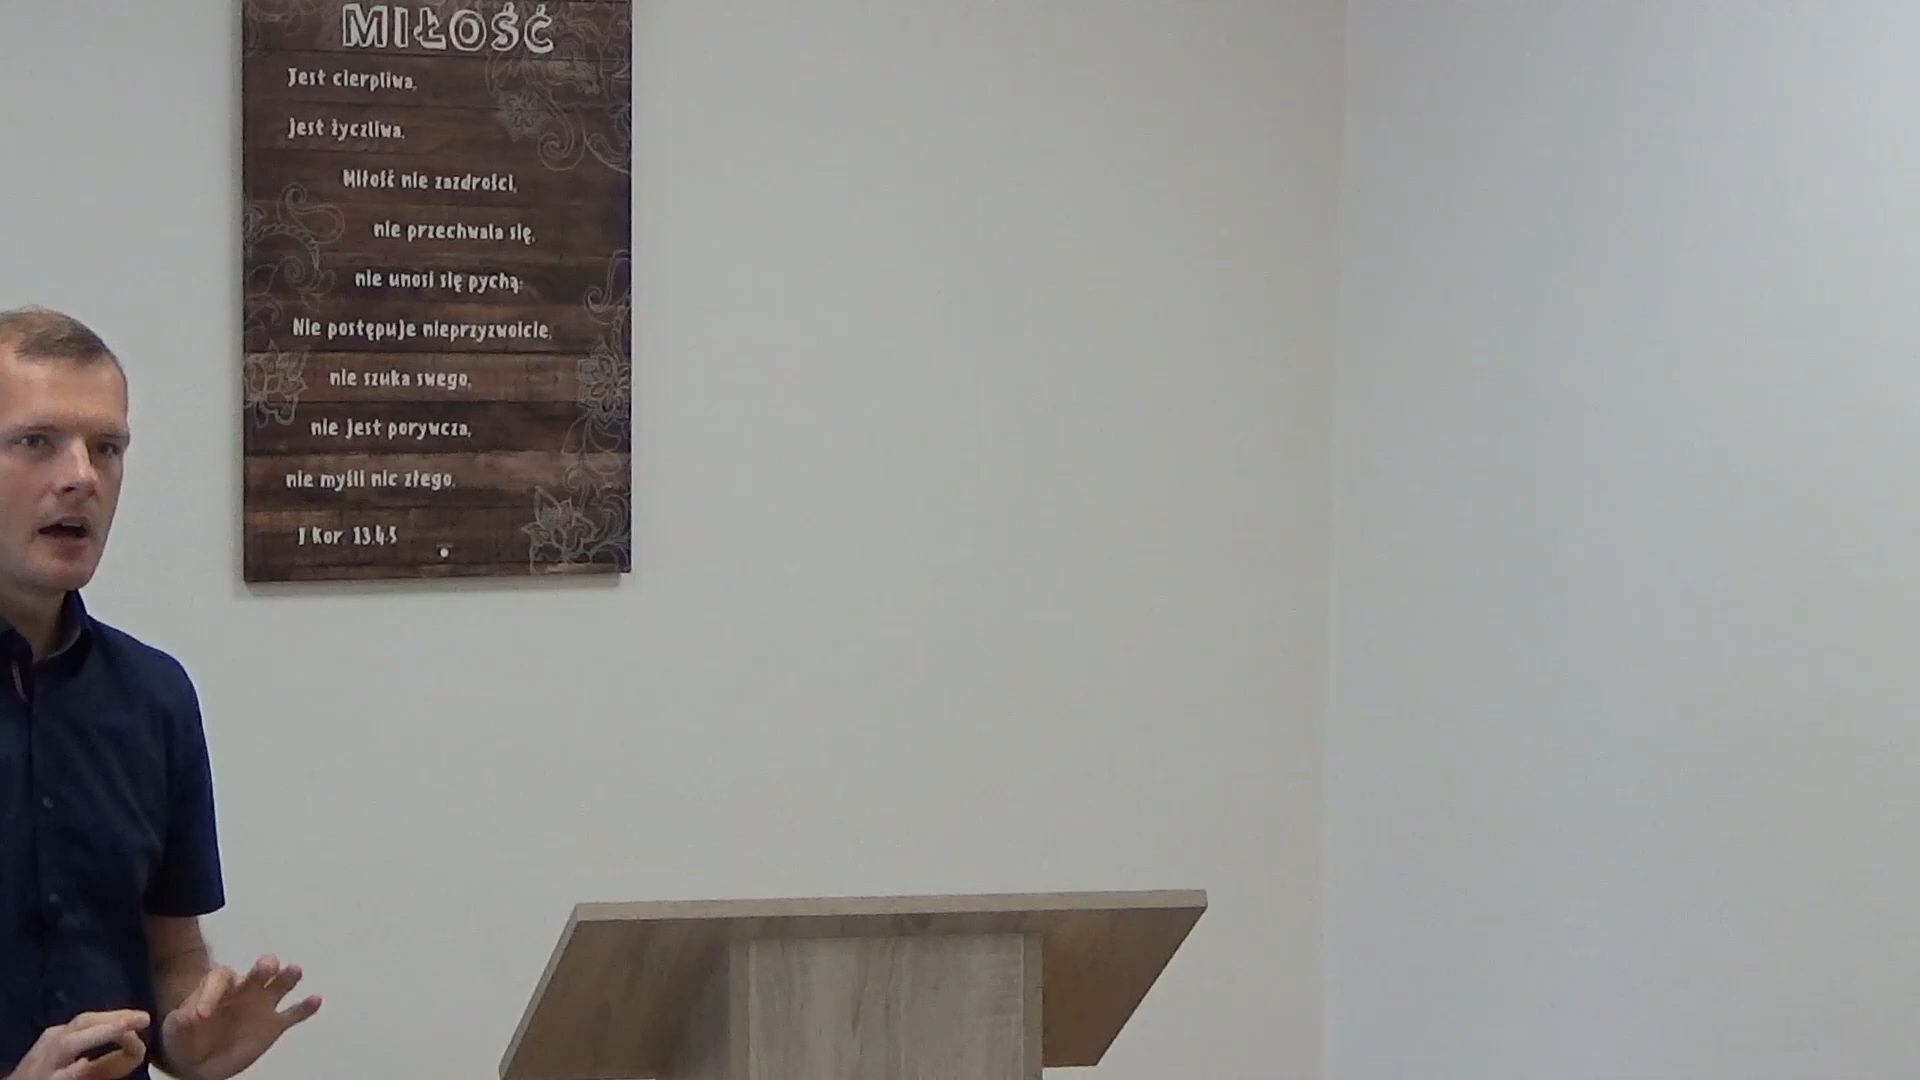 MIŁOŚĆ
Jest cierpliwa,
jest życzliwa.
Miłość nie zazdrości,
nie przechwala się,
nie unosi się pychą:
Nie postępuje nieprzyzwoicie,
nie szuka swego,
nie jest porywcza,
nie myśli nic złego.
1 Kor 13.4-5